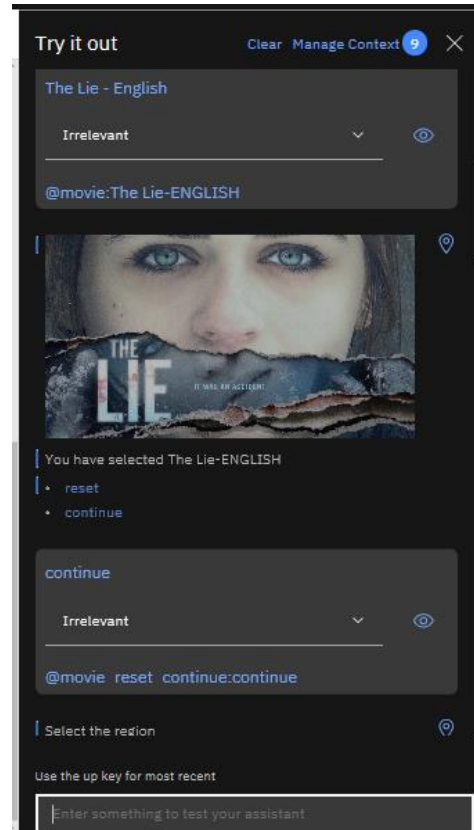 Try it out Clear Manage Context 9
The Lie - English
Irrelevant
@movie:The Lie-ENGLISH
THE
LIE
IT WAS AN ACCIDENT
You have selected The Lie-ENGLISH
• reset
• continue
continue
Irrelevant
@movie reset continue:continue
Select the region
Use the up key for most recent
Enter something to test your assistant